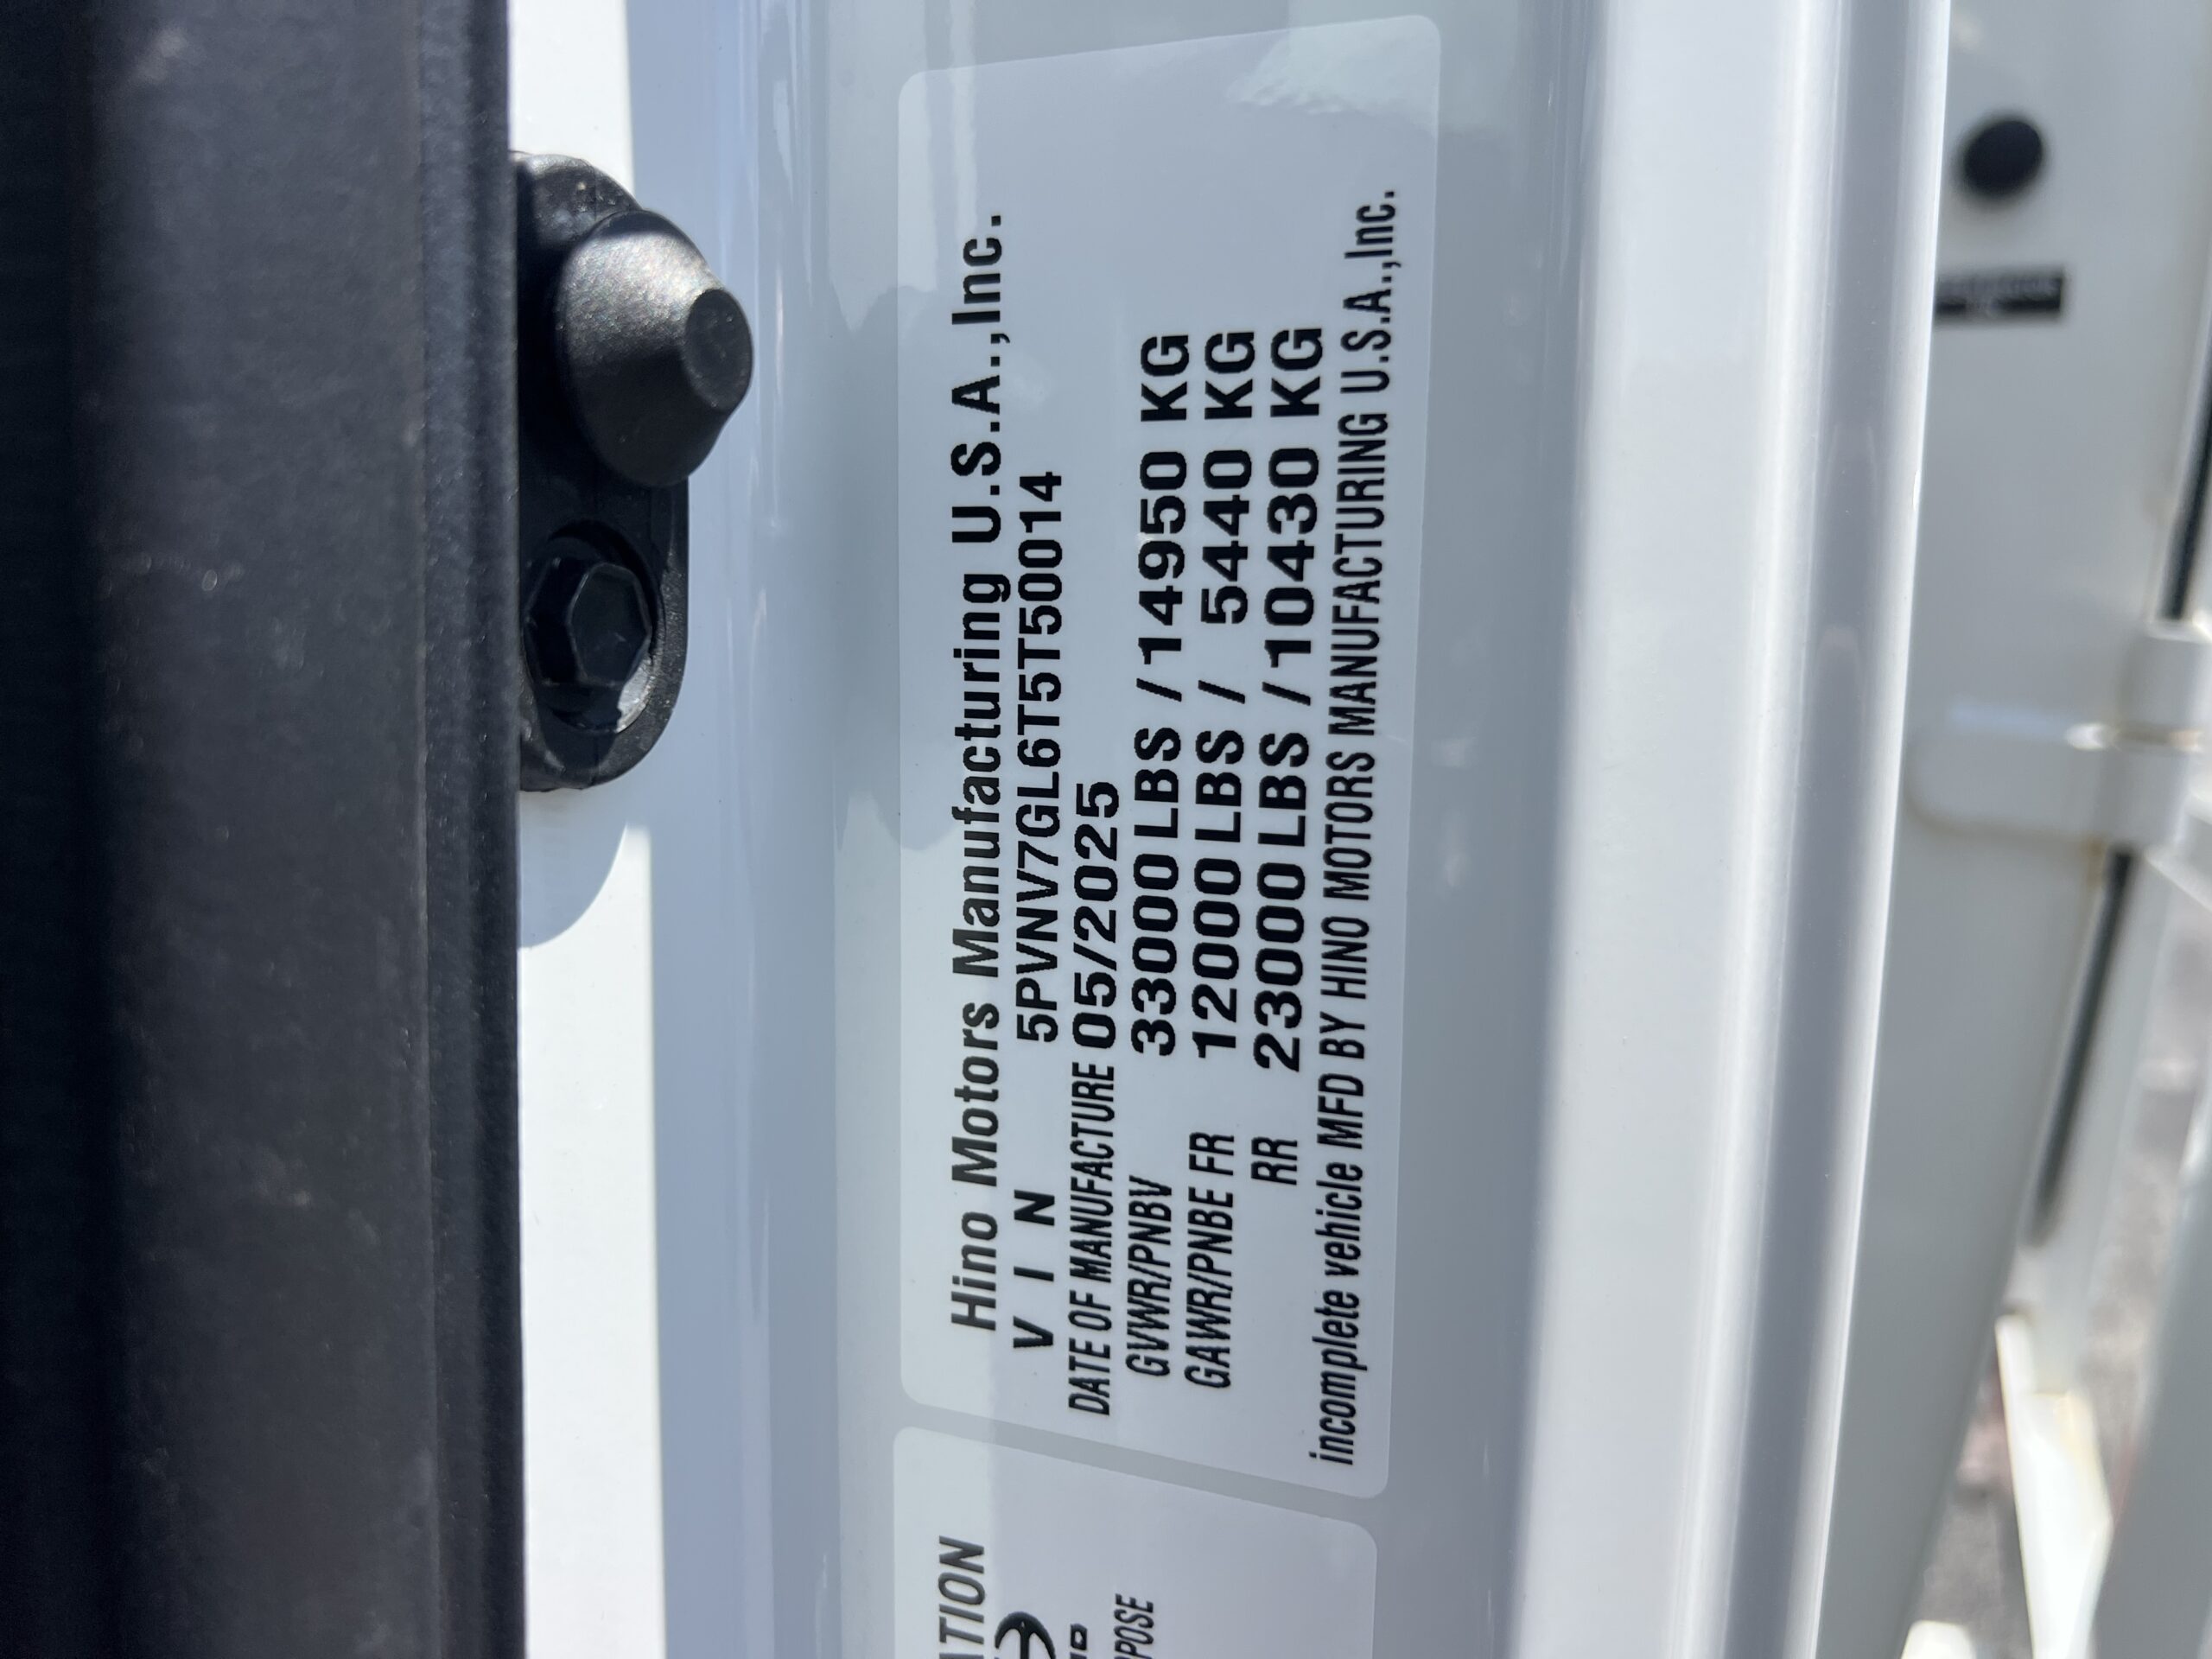 Hino Motors Manufacturing U.S.A.,Inc.
V I N 5PVNV7GL6T5T50014
DATE OF MANUFACTURE 05/2025
GVWR/PNBV 33000 LBS / 14950 KG
GAWR/PNBE FR 12000 LBS / 5440 KG
RR 23000 LBS / 10430 KG
incomplete vehicle MFD BY HINO MOTORS MANUFACTURING U.S.A.,Inc.